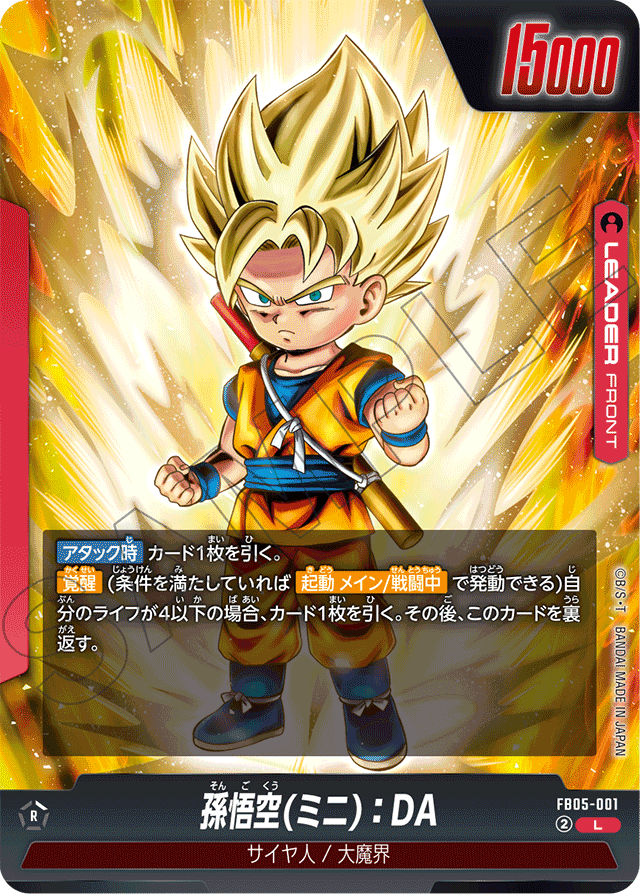 15000
LEADER FRONT
アタック時 カード1枚を引く。
覚醒 (条件を満たしていれば 起動メイン/戦闘中 で発動できる)自
分のライフが4以下の場合、カード1枚を引く。その後、このカードを裏
返す。
SAMPLE
©B/S・T BANDAI MADE IN JAPAN
R
孫悟空(ミニ):DA
そん ご くう
FB05-001
② L
サイヤ人 / 大魔界